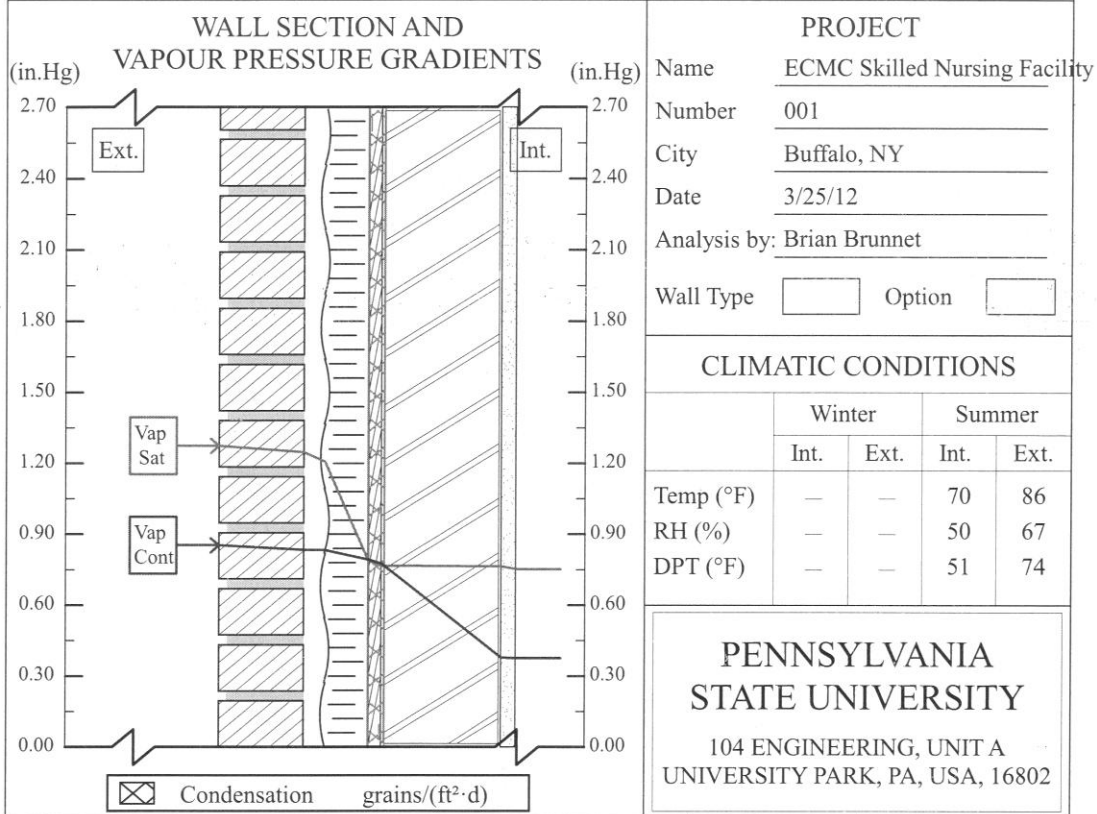 WALL SECTION AND
VAPOUR PRESSURE GRADIENTS
(in.Hg)
(in.Hg)
2.70
2.40
2.10
1.80
1.50
1.20
0.90
0.60
0.30
0.00
Ext.
Int.
Vap
Sat
Vap
Cont
2.70
2.40
2.10
1.80
1.50
1.20
0.90
0.60
0.30
0.00
Condensation grains/(ft²·d)
PROJECT
Name ECMC Skilled Nursing Facility
Number 001
City Buffalo, NY
Date 3/25/12
Analysis by: Brian Brunnet
Wall Type Option
CLIMATIC CONDITIONS
Winter Summer
Int. Ext. Int. Ext.
Temp (°F) — — 70 86
RH (%) — — 50 67
DPT (°F) — — 51 74
PENNSYLVANIA
STATE UNIVERSITY
104 ENGINEERING, UNIT A
UNIVERSITY PARK, PA, USA, 16802